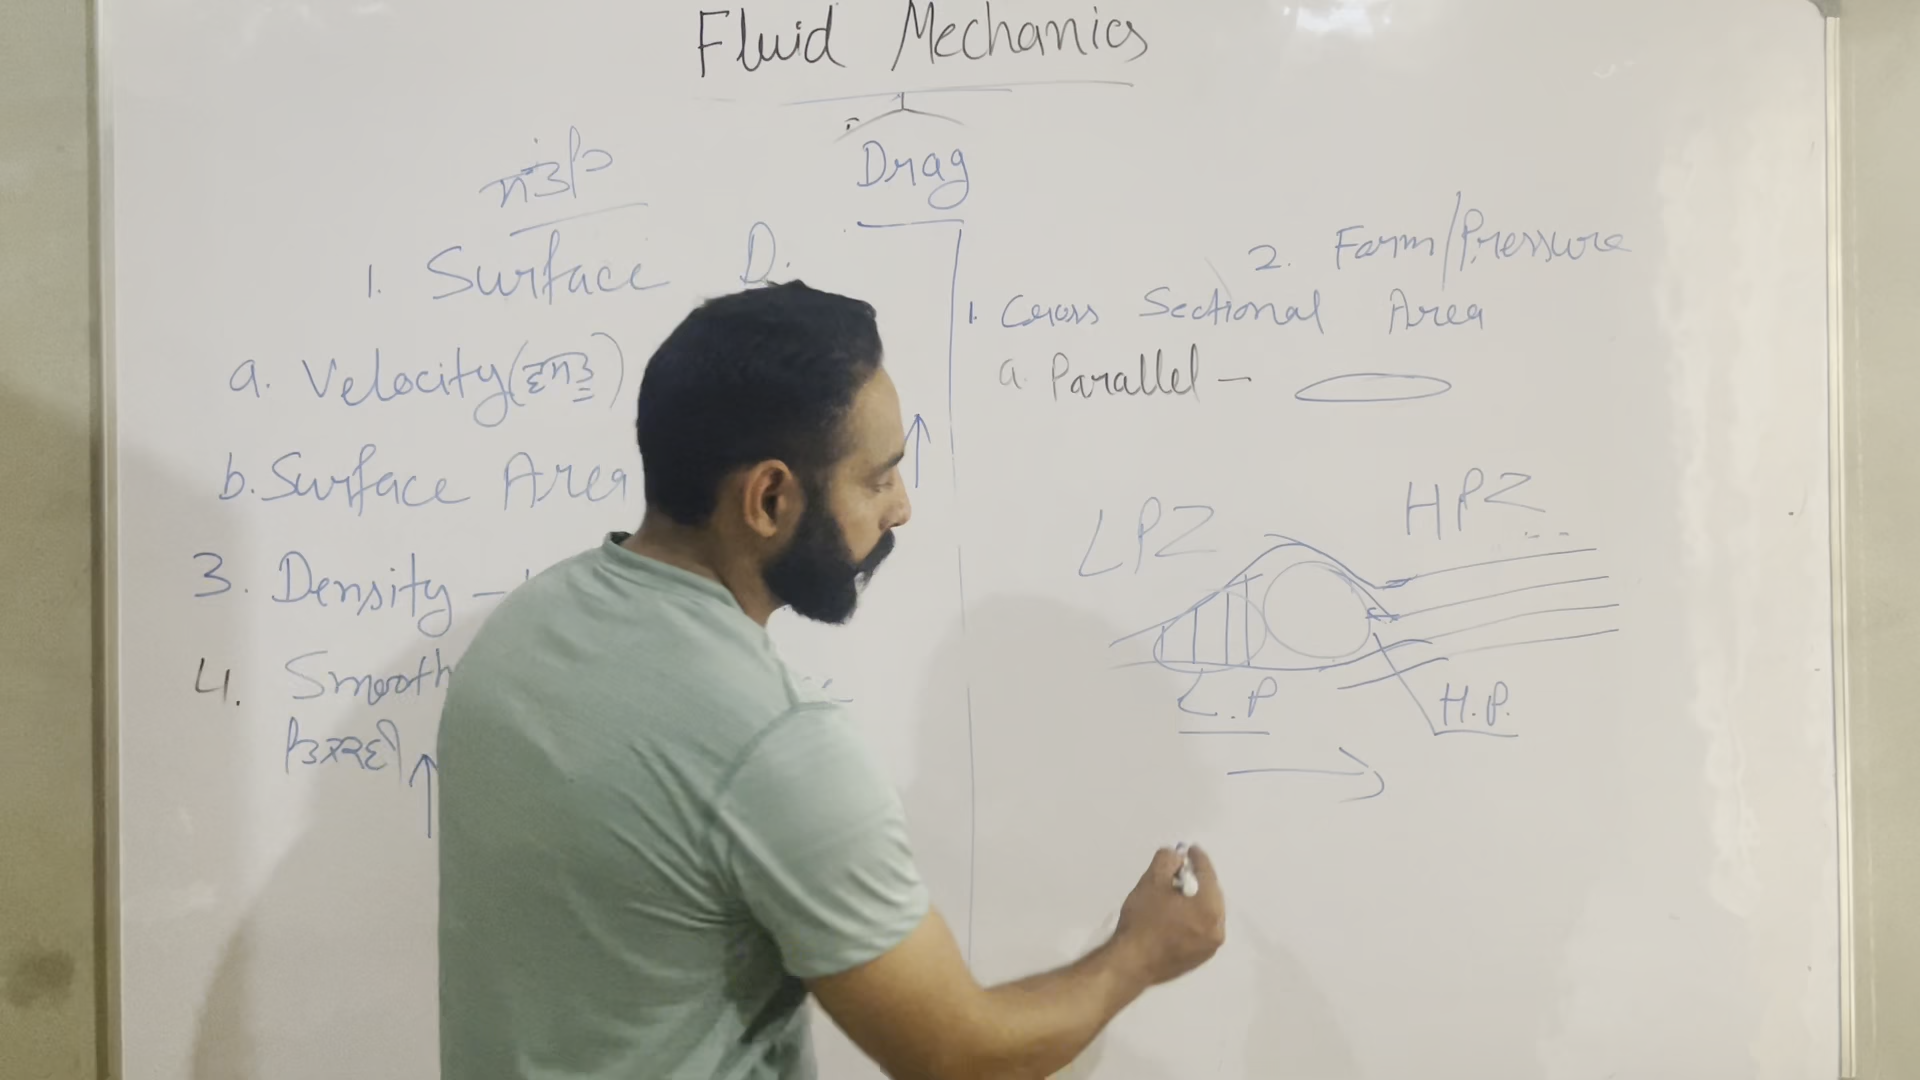 Fluid Mechanics
Drag
1. Surface D.
a. Velocity
b. Surface Area
3. Density -
4. Smooth
2. Form/Pressure
1. Cross Sectional Area
a. Parallel -
LPZ
HPZ
L.P
H.P.